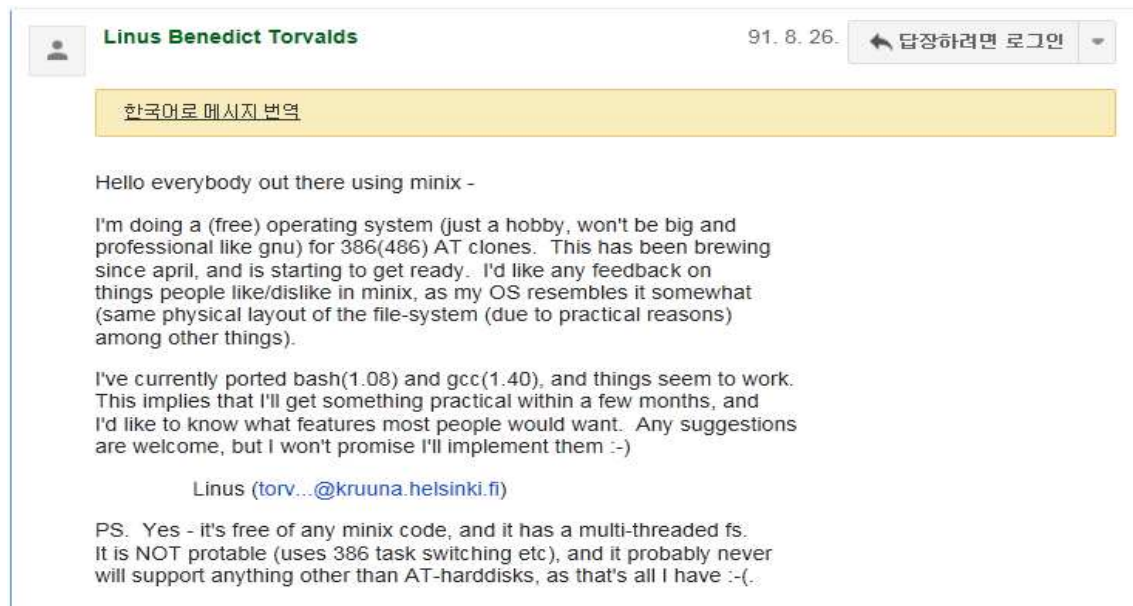 Linus Benedict Torvalds
91. 8. 26.
답장하려면 로그인
한국어로 메시지 번역
Hello everybody out there using minix -
I'm doing a (free) operating system (just a hobby, won't be big and
professional like gnu) for 386(486) AT clones.  This has been brewing
since april, and is starting to get ready.  I'd like any feedback on
things people like/dislike in minix, as my OS resembles it somewhat
(same physical layout of the file-system (due to practical reasons)
among other things).
I've currently ported bash(1.08) and gcc(1.40), and things seem to work.
This implies that I'll get something practical within a few months, and
I'd like to know what features most people would want.  Any suggestions
are welcome, but I won't promise I'll implement them :-)
Linus (torv...@kruuna.helsinki.fi)
PS.  Yes - it's free of any minix code, and it has a multi-threaded fs.
It is NOT protable (uses 386 task switching etc), and it probably never
will support anything other than AT-harddisks, as that's all I have :-(.